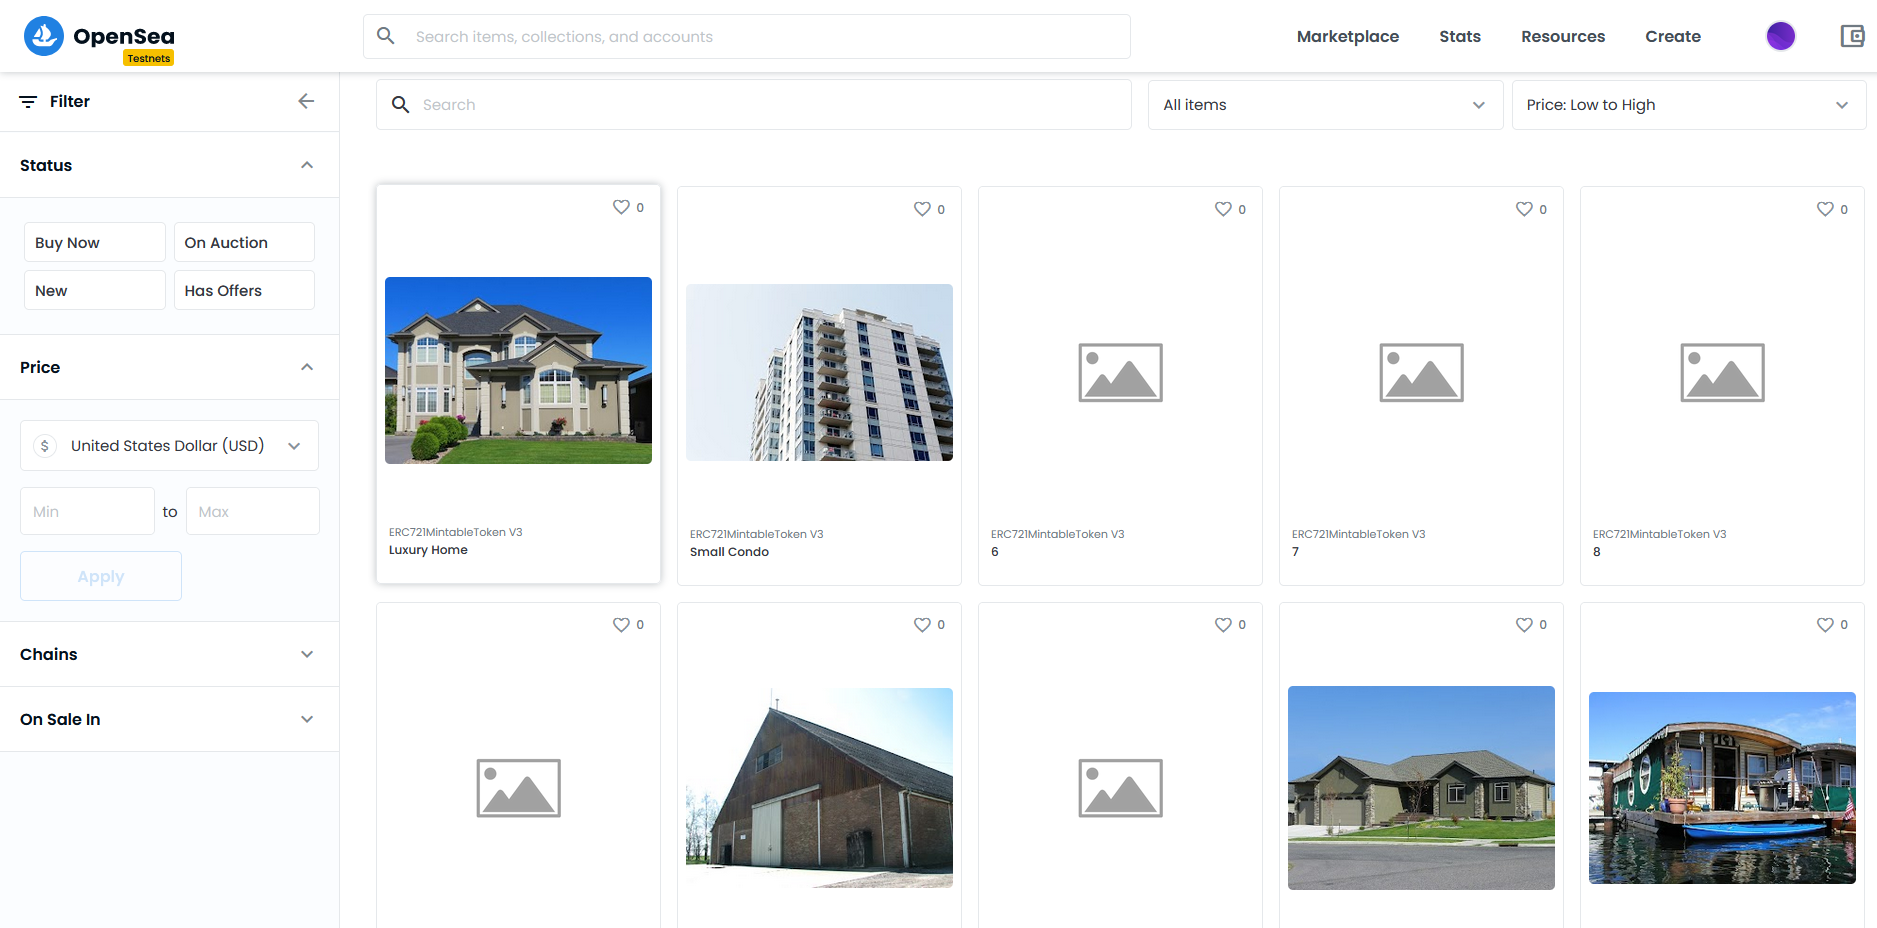 OpenSea
Testnets
Search items, collections, and accounts
Marketplace Stats Resources Create
Filter
Search
All items
Price: Low to High
Status
Buy Now
On Auction
New
Has Offers
Price
$ United States Dollar (USD)
Min to Max
Apply
Chains
On Sale In
0
ERC721MintableToken V3
Luxury Home
0
ERC721MintableToken V3
Small Condo
0
ERC721MintableToken V3
6
0
ERC721MintableToken V3
7
0
ERC721MintableToken V3
8
0
0
0
0
0